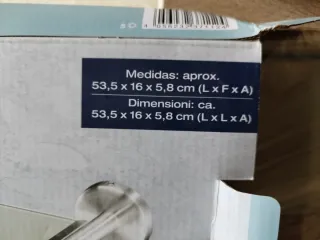 Medidas: aprox.
53,5 x 16 x 5,8 cm (L x F x A)
Dimensioni: ca.
53,5 x 16 x 5,8 cm (L x L x A)